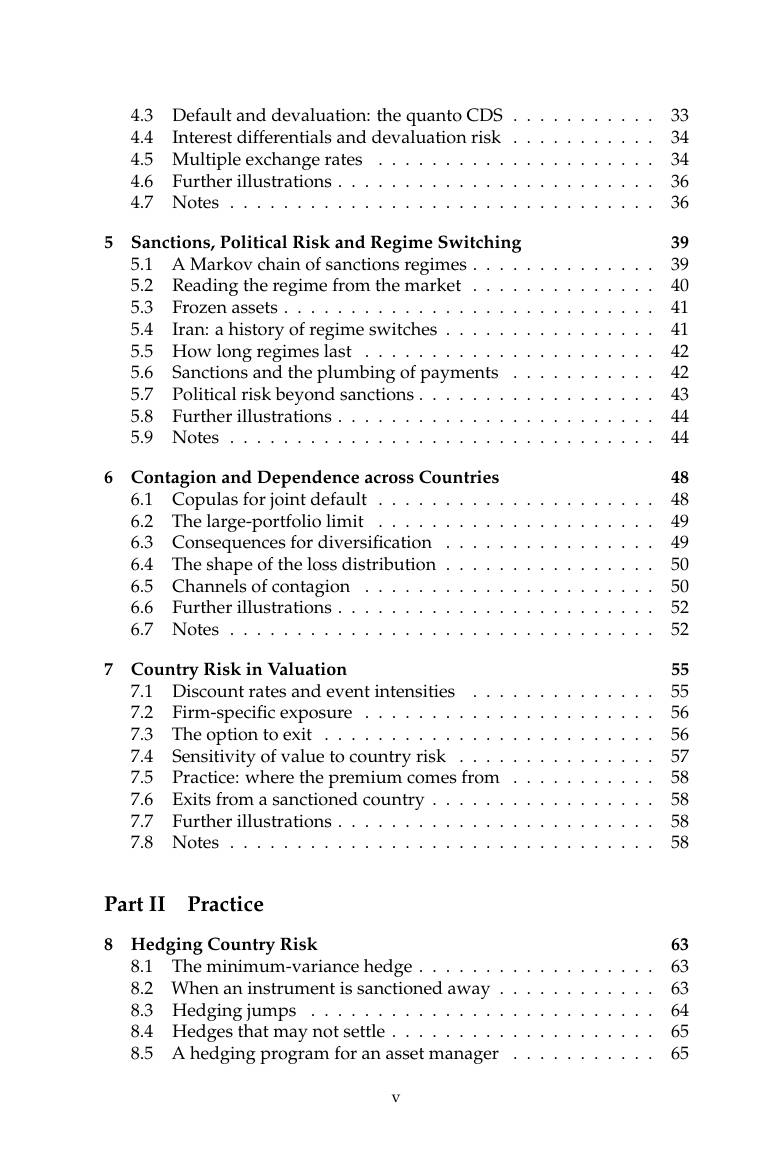 4.3 Default and devaluation: the quanto CDS . . . . . . . . . . . 33
4.4 Interest differentials and devaluation risk . . . . . . . . . . . 34
4.5 Multiple exchange rates . . . . . . . . . . . . . . . . . . . . . 34
4.6 Further illustrations . . . . . . . . . . . . . . . . . . . . . . . . 36
4.7 Notes . . . . . . . . . . . . . . . . . . . . . . . . . . . . . . . . 36
5 Sanctions, Political Risk and Regime Switching 39
5.1 A Markov chain of sanctions regimes . . . . . . . . . . . . . . 39
5.2 Reading the regime from the market . . . . . . . . . . . . . . 40
5.3 Frozen assets . . . . . . . . . . . . . . . . . . . . . . . . . . . . 41
5.4 Iran: a history of regime switches . . . . . . . . . . . . . . . . 41
5.5 How long regimes last . . . . . . . . . . . . . . . . . . . . . . 42
5.6 Sanctions and the plumbing of payments . . . . . . . . . . . 42
5.7 Political risk beyond sanctions . . . . . . . . . . . . . . . . . . 43
5.8 Further illustrations . . . . . . . . . . . . . . . . . . . . . . . . 44
5.9 Notes . . . . . . . . . . . . . . . . . . . . . . . . . . . . . . . . 44
6 Contagion and Dependence across Countries 48
6.1 Copulas for joint default . . . . . . . . . . . . . . . . . . . . . 48
6.2 The large-portfolio limit . . . . . . . . . . . . . . . . . . . . . 49
6.3 Consequences for diversification . . . . . . . . . . . . . . . . 49
6.4 The shape of the loss distribution . . . . . . . . . . . . . . . . 50
6.5 Channels of contagion . . . . . . . . . . . . . . . . . . . . . . 50
6.6 Further illustrations . . . . . . . . . . . . . . . . . . . . . . . . 52
6.7 Notes . . . . . . . . . . . . . . . . . . . . . . . . . . . . . . . . 52
7 Country Risk in Valuation 55
7.1 Discount rates and event intensities . . . . . . . . . . . . . . 55
7.2 Firm-specific exposure . . . . . . . . . . . . . . . . . . . . . . 56
7.3 The option to exit . . . . . . . . . . . . . . . . . . . . . . . . . 56
7.4 Sensitivity of value to country risk . . . . . . . . . . . . . . . 57
7.5 Practice: where the premium comes from . . . . . . . . . . . 58
7.6 Exits from a sanctioned country . . . . . . . . . . . . . . . . . 58
7.7 Further illustrations . . . . . . . . . . . . . . . . . . . . . . . . 58
7.8 Notes . . . . . . . . . . . . . . . . . . . . . . . . . . . . . . . . 58
Part II Practice
8 Hedging Country Risk 63
8.1 The minimum-variance hedge . . . . . . . . . . . . . . . . . . 63
8.2 When an instrument is sanctioned away . . . . . . . . . . . . 63
8.3 Hedging jumps . . . . . . . . . . . . . . . . . . . . . . . . . . 64
8.4 Hedges that may not settle . . . . . . . . . . . . . . . . . . . . 65
8.5 A hedging program for an asset manager . . . . . . . . . . . 65
v